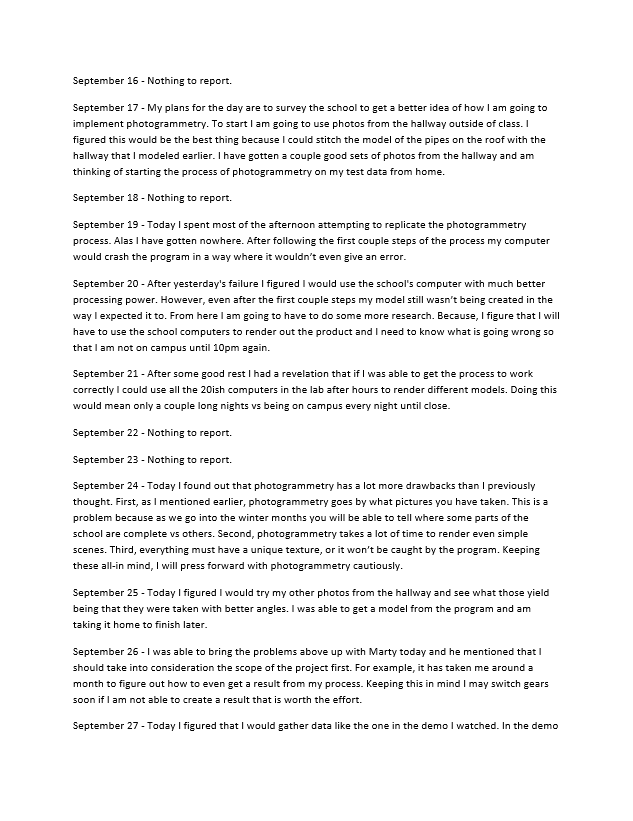 September 16 - Nothing to report.
September 17 - My plans for the day are to survey the school to get a better idea of how I am going to
implement photogrammetry. To start I am going to use photos from the hallway outside of class. I
figured this would be the best thing because I could stitch the model of the pipes on the roof with the
hallway that I modeled earlier. I have gotten a couple good sets of photos from the hallway and am
thinking of starting the process of photogrammetry on my test data from home.
September 18 - Nothing to report.
September 19 - Today I spent most of the afternoon attempting to replicate the photogrammetry
process. Alas I have gotten nowhere. After following the first couple steps of the process my computer
would crash the program in a way where it wouldn't even give an error.
September 20 - After yesterday's failure I figured I would use the school's computer with much better
processing power. However, even after the first couple steps my model still wasn't being created in the
way I expected it to. From here I am going to have to do some more research. Because, I figure that I will
have to use the school computers to render out the product and I need to know what is going wrong so
that I am not on campus until 10pm again.
September 21 - After some good rest I had a revelation that if I was able to get the process to work
correctly I could use all the 20ish computers in the lab after hours to render different models. Doing this
would mean only a couple long nights vs being on campus every night until close.
September 22 - Nothing to report.
September 23 - Nothing to report.
September 24 - Today I found out that photogrammetry has a lot more drawbacks than I previously
thought. First, as I mentioned earlier, photogrammetry goes by what pictures you have taken. This is a
problem because as we go into the winter months you will be able to tell where some parts of the
school are complete vs others. Second, photogrammetry takes a lot of time to render even simple
scenes. Third, everything must have a unique texture, or it won't be caught by the program. Keeping
these all-in mind, I will press forward with photogrammetry cautiously.
September 25 - Today I figured I would try my other photos from the hallway and see what those yield
being that they were taken with better angles. I was able to get a model from the program and am
taking it home to finish later.
September 26 - I was able to bring the problems above up with Marty today and he mentioned that I
should take into consideration the scope of the project first. For example, it has taken me around a
month to figure out how to even get a result from my process. Keeping this in mind I may switch gears
soon if I am not able to create a result that is worth the effort.
September 27 - Today I figured that I would gather data like the one in the demo I watched. In the demo